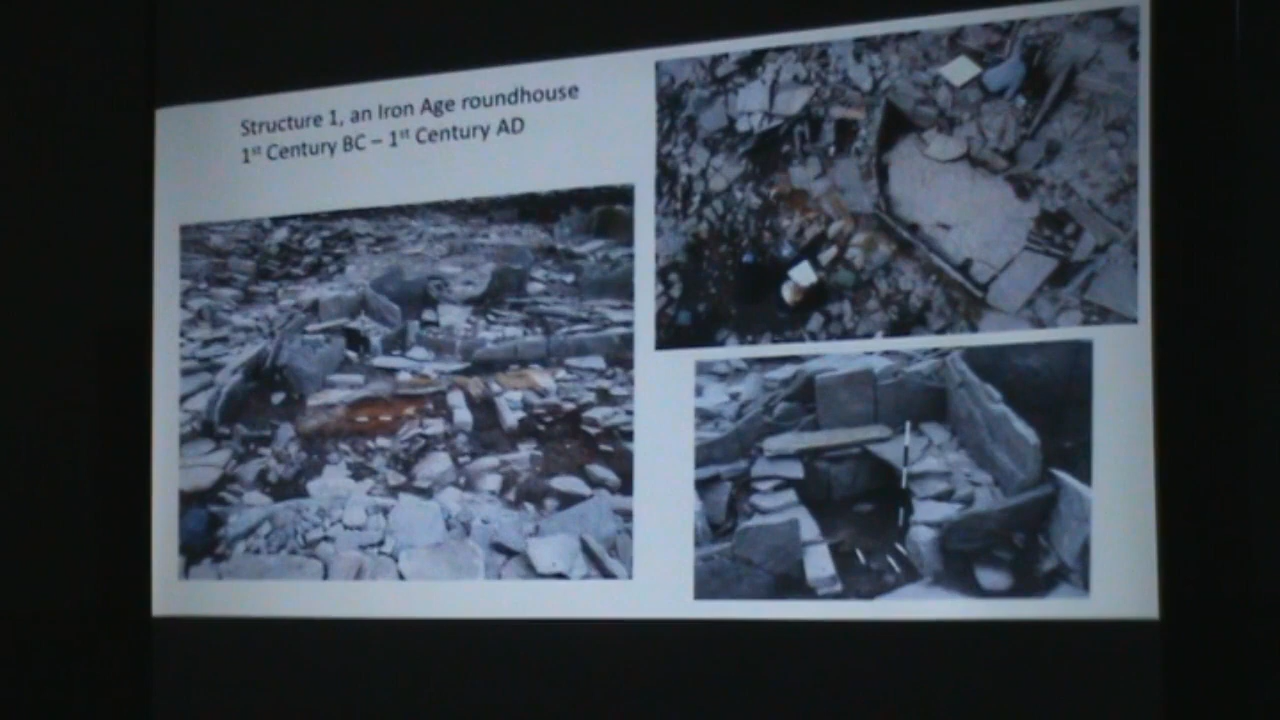 Structure 1, an Iron Age roundhouse
1st Century BC – 1st Century AD